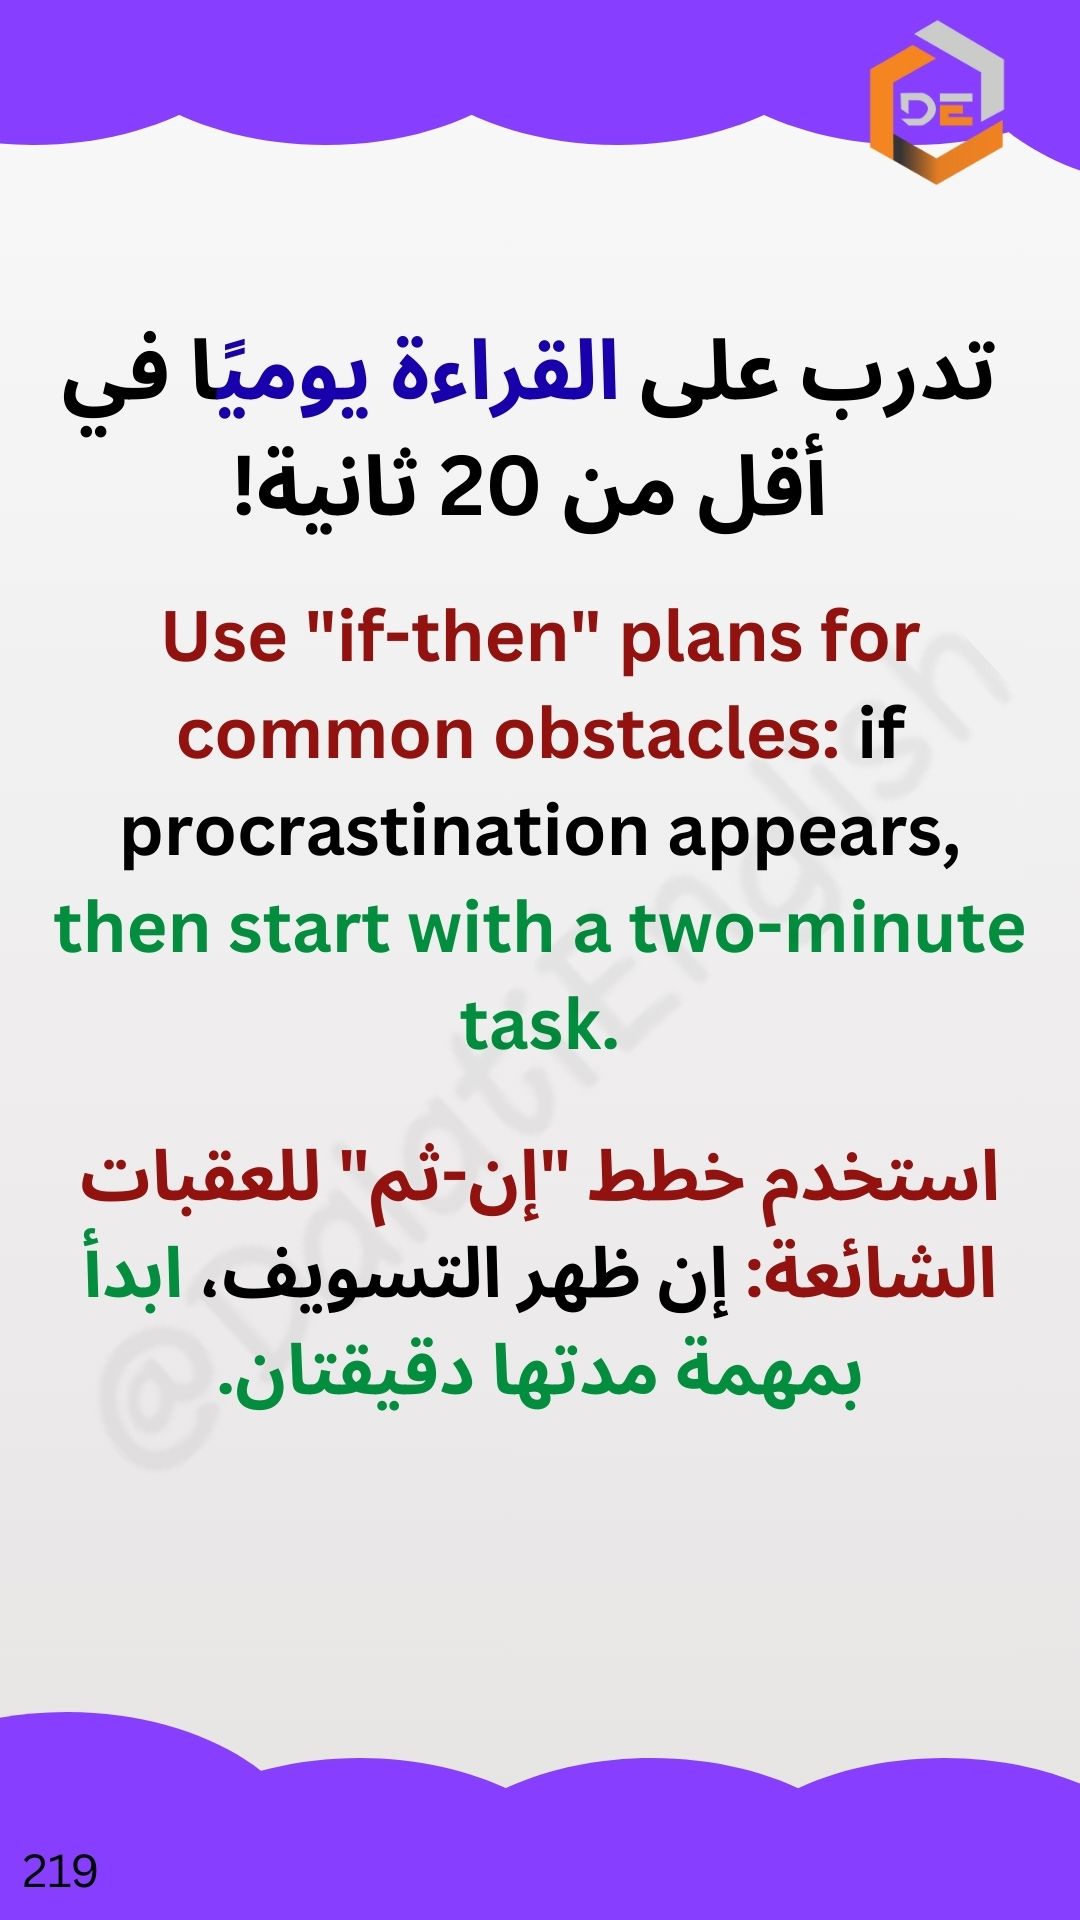 DE
تدرب على القراءة يوميًا في
أقل من 20 ثانية!
Use "if-then" plans for
common obstacles: if
procrastination appears,
then start with a two-minute
task.
استخدم خطط "إن-ثم" للعقبات
الشائعة: إن ظهر التسويف، ابدأ
بمهمة مدتها دقيقتان.
@DaiatiEnglish
219